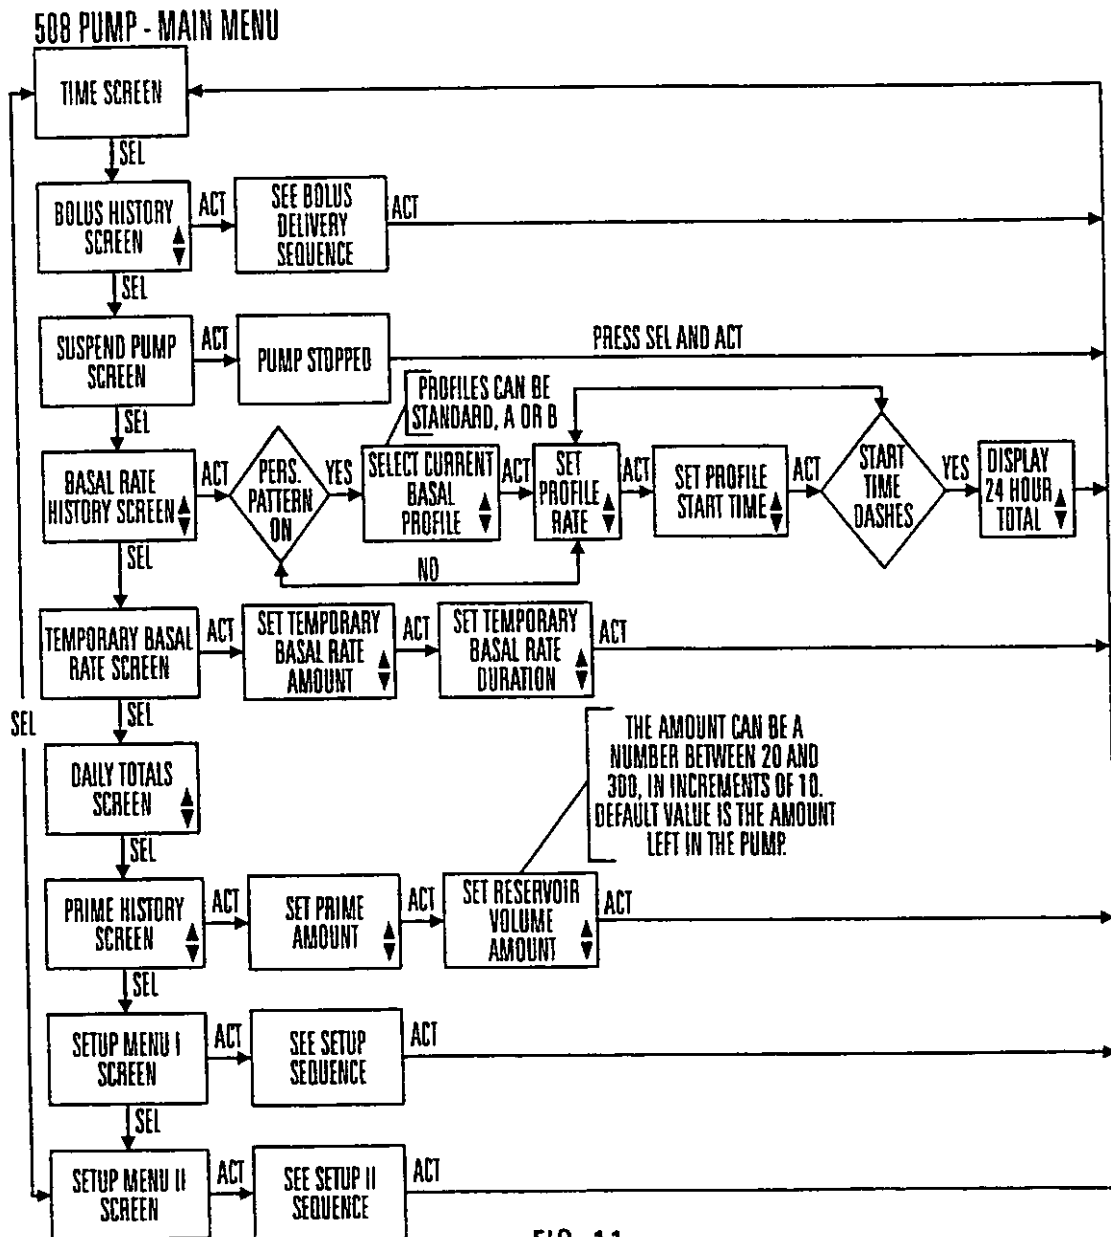 508 PUMP - MAIN MENU
TIME SCREEN
SEL
BOLUS HISTORY
SCREEN
ACT
SEE BOLUS
DELIVERY
SEQUENCE
ACT
SEL
SUSPEND PUMP
SCREEN
ACT
PUMP STOPPED
PRESS SEL AND ACT
PROFILES CAN BE
STANDARD, A OR B
SEL
BASAL RATE
HISTORY SCREEN
ACT
PERS.
PATTERN
ON
YES
SELECT CURRENT
BASAL
PROFILE
ACT
SET
PROFILE
RATE
ACT
SET PROFILE
START TIME
ACT
START
TIME
DASHES
YES
DISPLAY
24 HOUR
TOTAL
NO
SEL
TEMPORARY BASAL
RATE SCREEN
ACT
SET TEMPORARY
BASAL RATE
AMOUNT
ACT
SET TEMPORARY
BASAL RATE
DURATION
ACT
SEL
SEL
DAILY TOTALS
SCREEN
THE AMOUNT CAN BE A
NUMBER BETWEEN 20 AND
300, IN INCREMENTS OF 10.
DEFAULT VALUE IS THE AMOUNT
LEFT IN THE PUMP.
SEL
PRIME HISTORY
SCREEN
ACT
SET PRIME
AMOUNT
ACT
SET RESERVOIR
VOLUME
AMOUNT
ACT
SEL
SETUP MENU I
SCREEN
ACT
SEE SETUP
SEQUENCE
ACT
SEL
SETUP MENU II
SCREEN
ACT
SEE SETUP II
SEQUENCE
ACT